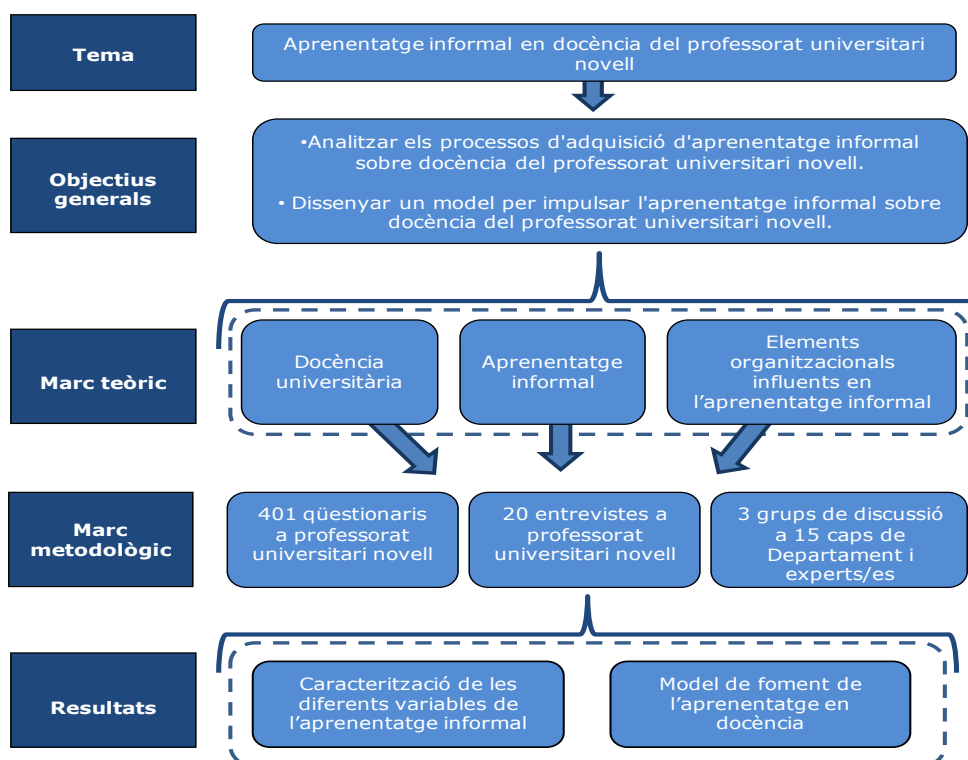 Tema
Aprenentatge informal en docència del professorat universitari
novell
Objectius
generals
•Analitzar els processos d'adquisició d'aprenentatge informal
sobre docència del professorat universitari novell.
• Dissenyar un model per impulsar l'aprenentatge informal sobre
docència del professorat universitari novell.
Marc teòric
Docència
universitària
Aprenentatge
informal
Elements
organitzacionals
influents en
l’aprenentatge informal
Marc
metodològic
401 qüestionaris
a professorat
universitari novell
20 entrevistes a
professorat
universitari novell
3 grups de discussió
a 15 caps de
Departament i
experts/es
Resultats
Caracterització de les
diferents variables de
l’aprenentatge informal
Model de foment de
l’aprenentatge en
docència